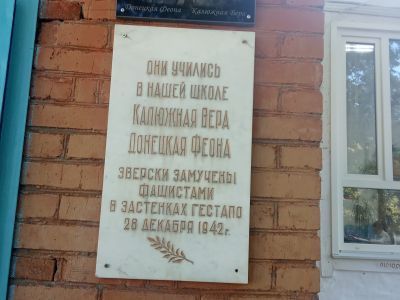 Донецкая Феона Калюжная Вера
ОНИ УЧИЛИСЬ
В НАШЕЙ ШКОЛЕ
КАЛЮЖНАЯ ВЕРА
ДОНЕЦКАЯ ФЕОНА
ЗВЕРСКИ ЗАМУЧЕНЫ
ФАШИСТАМИ
В ЗАСТЕНКАХ ГЕСТАПО
28 ДЕКАБРЯ 1942 г.